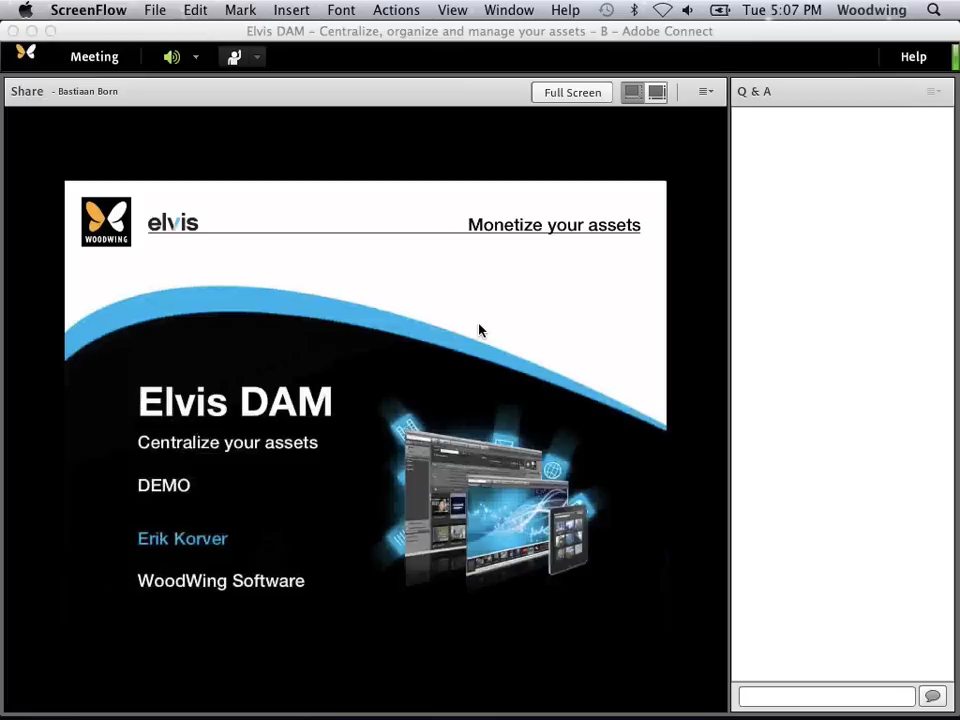 ScreenFlow File Edit Mark Insert Font Actions View Window Help Tue 5:07 PM Woodwing
Elvis DAM – Centralize, organize and manage your assets – B – Adobe Connect
Meeting Help
Share - Bastiaan Born Full Screen Q & A
elvis Monetize your assets
WOODWING
Elvis DAM
Centralize your assets
DEMO
Erik Korver
WoodWing Software